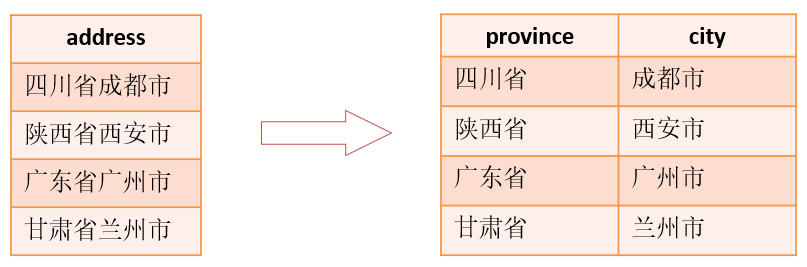 address
四川省成都市
陕西省西安市
广东省广州市
甘肃省兰州市
province city
四川省 成都市
陕西省 西安市
广东省 广州市
甘肃省 兰州市